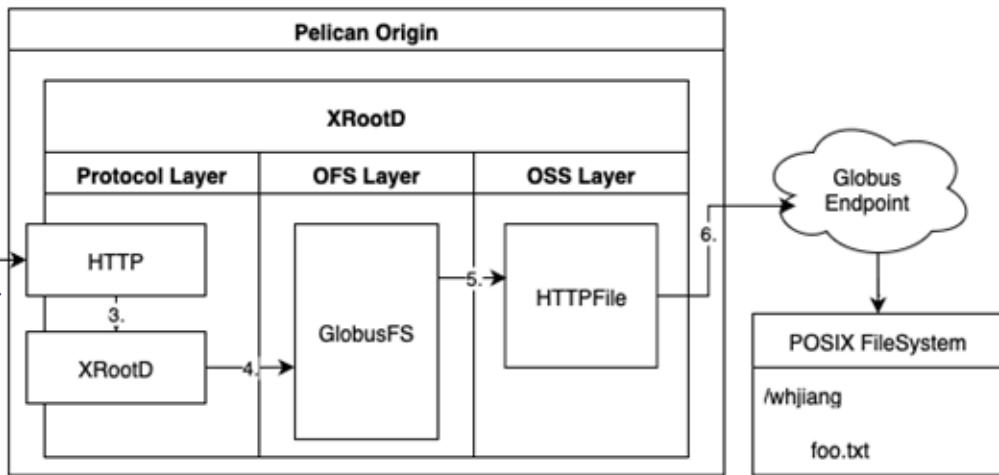 Pelican Origin
XRootD
Protocol Layer
OFS Layer
OSS Layer
HTTP
3.
XRootD
4.
GlobusFS
5.
HTTPFile
6.
Globus
Endpoint
POSIX FileSystem
/whjiang
foo.txt